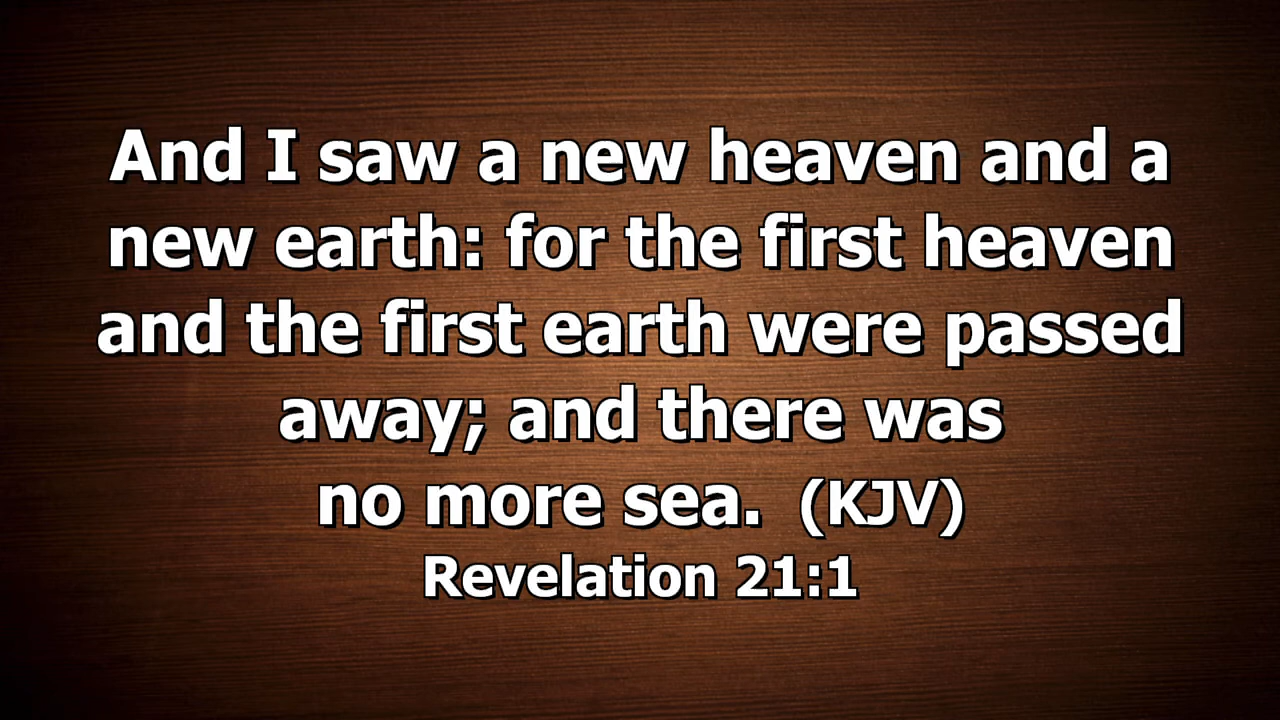 And I saw a new heaven and a
new earth: for the first heaven
and the first earth were passed
away; and there was
no more sea.  (KJV)
Revelation 21:1